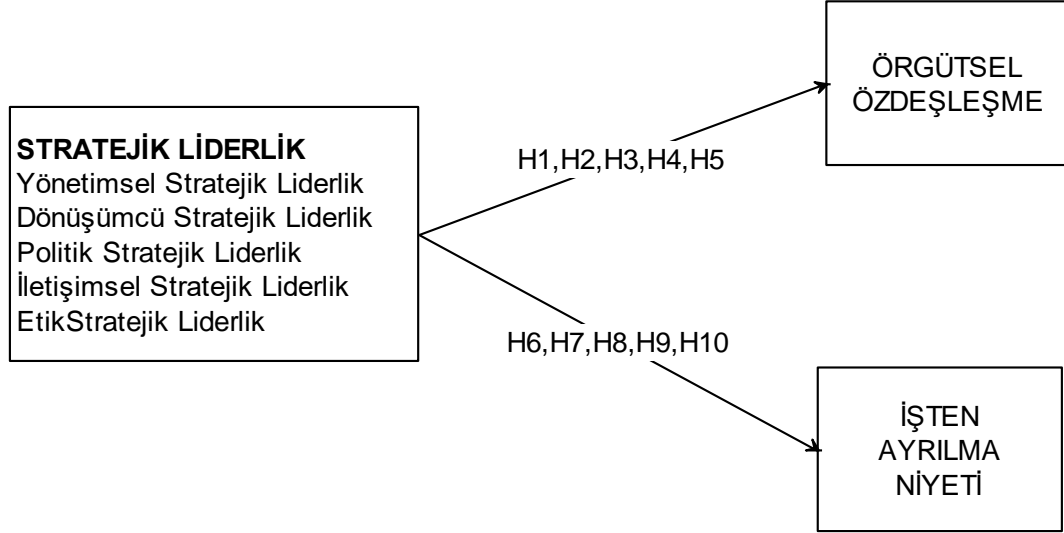 STRATEJİK LİDERLİK
Yönetimsel Stratejik Liderlik
Dönüşümcü Stratejik Liderlik
Politik Stratejik Liderlik
İletişimsel Stratejik Liderlik
EtikStratejik Liderlik
H1,H2,H3,H4,H5
ÖRGÜTSEL
ÖZDEŞLEŞME
H6,H7,H8,H9,H10
İŞTEN
AYRILMA
NİYETİ